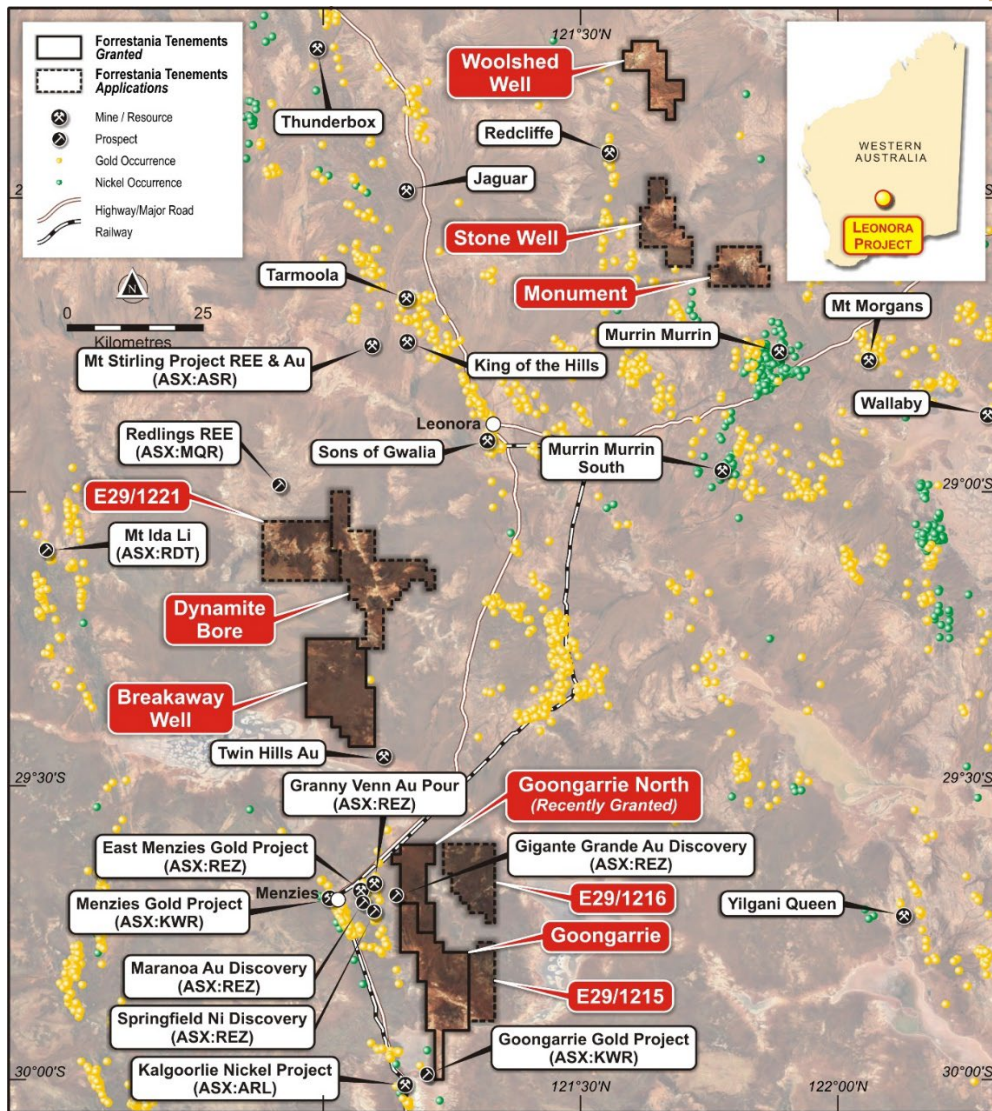 Forrestania Tenements
Granted
Forrestania Tenements
Applications
Mine / Resource
Prospect
Gold Occurrence
Nickel Occurrence
Highway/Major Road
Railway
N
0
25
Kilometres
121°30'E
WESTERN
AUSTRALIA
LEONORA
PROJECT
Woolshed
Well
Thunderbox
Redcliffe
Jaguar
Stone Well
Monument
Tarmoola
Mt Morgans
Murrin Murrin
Mt Stirling Project REE & Au
(ASX:ASR)
King of the Hills
Wallaby
Leonora
Redlings REE
(ASX:MQR)
Sons of Gwalia
Murrin Murrin
South
29°00'S
E29/1221
Mt Ida Li
(ASX:RDT)
Dynamite
Bore
Breakaway
Well
Twin Hills Au
29°30'S
29°30'S
Granny Venn Au Pour
(ASX:REZ)
Goongarrie North
(Recently Granted)
East Menzies Gold Project
(ASX:REZ)
Gigante Grande Au Discovery
(ASX:REZ)
Menzies
Menzies Gold Project
(ASX:KWR)
E29/1216
Yilgani Queen
Goongarrie
Maranoa Au Discovery
(ASX:REZ)
E29/1215
Springfield Ni Discovery
(ASX:REZ)
Goongarrie Gold Project
(ASX:KWR)
Kalgoorlie Nickel Project
(ASX:ARL)
30°00'S
30°00'S
121°30'E
122°00'E